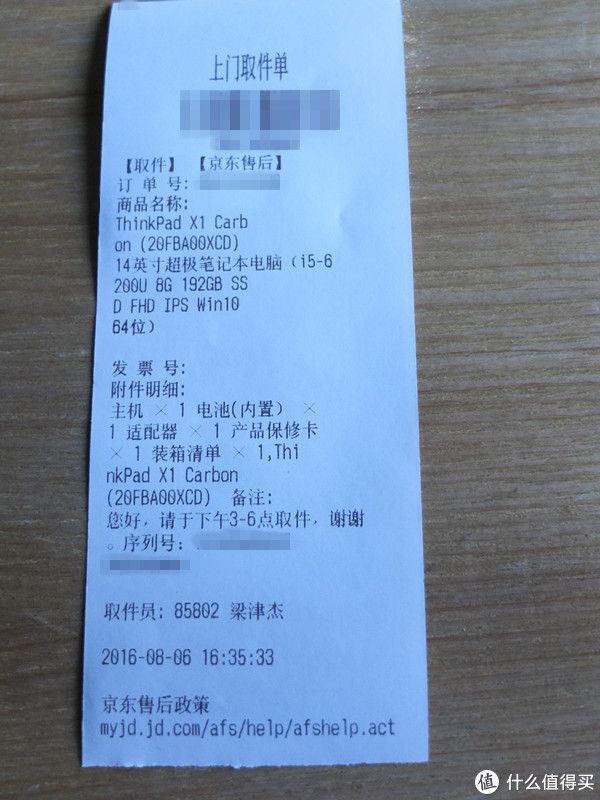 上门取件单
【取件】 【京东售后】
订 单 号:
商品名称:
ThinkPad X1 Carb
on (20FBA00XCD)
14英寸超极笔记本电脑（i5-6
200U 8G 192GB SS
D FHD IPS Win10
64位）
发 票 号:
附件明细:
主机 × 1 电池(内置） ×
1 适配器 × 1 产品保修卡
× 1 装箱清单 × 1,Thi
nkPad X1 Carbon
(20FBA00XCD) 备注:
您好，请于下午3-6点取件，谢谢
。序列号:
取件员: 85802 梁津杰
2016-08-06 16:35:33
京东售后政策
myjd.jd.com/afs/help/afshelp.act
值 什么值得买